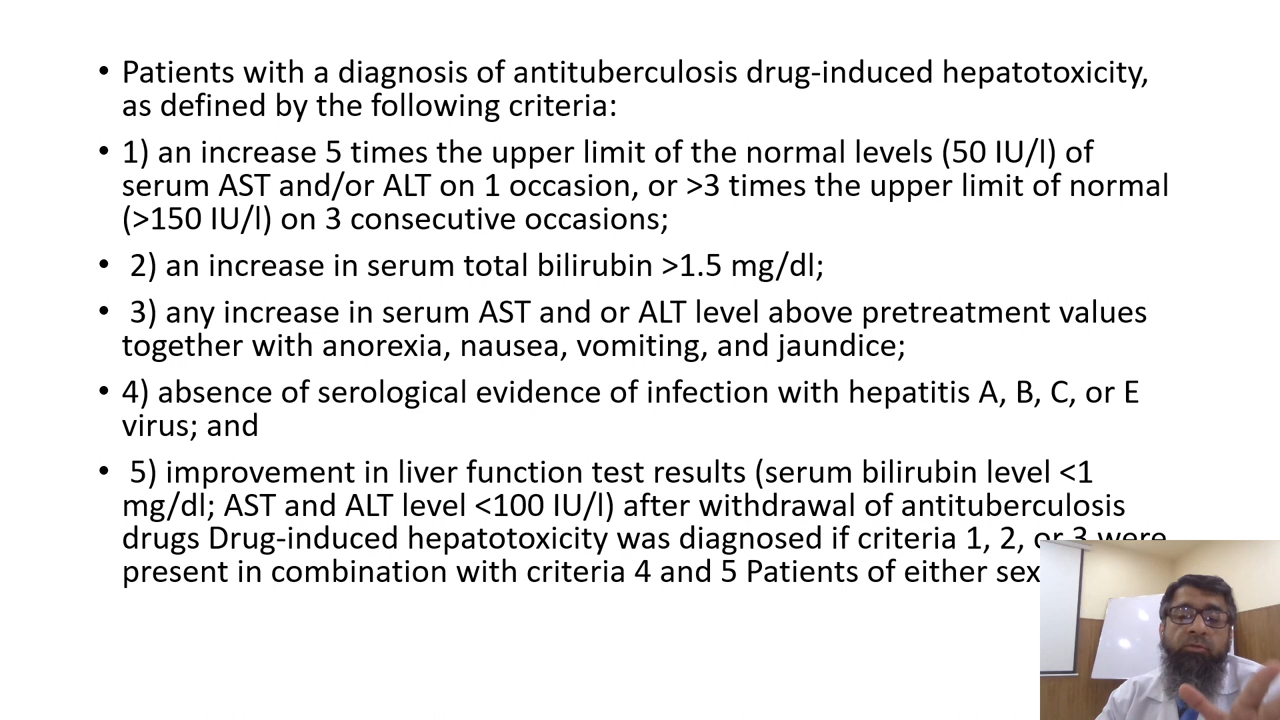 • Patients with a diagnosis of antituberculosis drug-induced hepatotoxicity,
as defined by the following criteria:
• 1) an increase 5 times the upper limit of the normal levels (50 IU/l) of
serum AST and/or ALT on 1 occasion, or >3 times the upper limit of normal
(>150 IU/l) on 3 consecutive occasions;
• 2) an increase in serum total bilirubin >1.5 mg/dl;
• 3) any increase in serum AST and or ALT level above pretreatment values
together with anorexia, nausea, vomiting, and jaundice;
• 4) absence of serological evidence of infection with hepatitis A, B, C, or E
virus; and
• 5) improvement in liver function test results (serum bilirubin level <1
mg/dl; AST and ALT level <100 IU/l) after withdrawal of antituberculosis
drugs Drug-induced hepatotoxicity was diagnosed if criteria 1, 2, or 3 were
present in combination with criteria 4 and 5 Patients of either sex